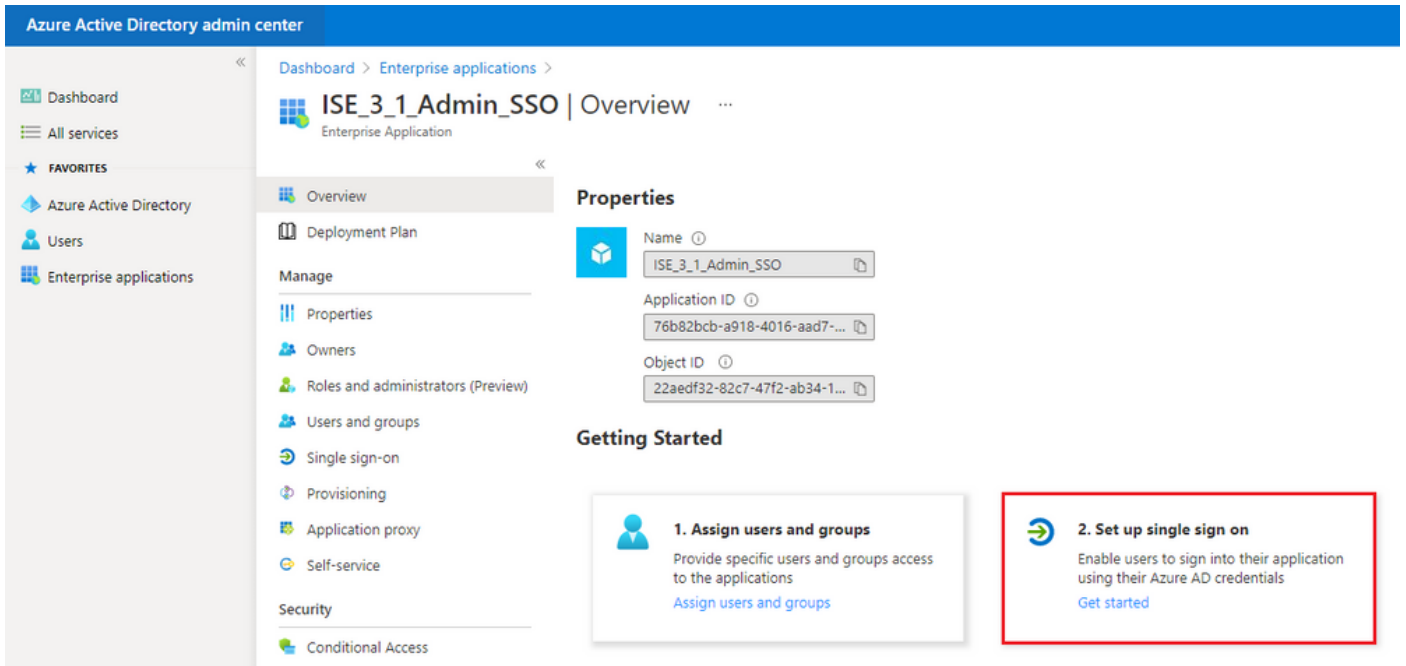 Azure Active Directory admin center
«
Dashboard
All services
FAVORITES
Azure Active Directory
Users
Enterprise applications
Dashboard > Enterprise applications >
ISE_3_1_Admin_SSO | Overview ...
Enterprise Application
«
Overview
Deployment Plan
Manage
Properties
Owners
Roles and administrators (Preview)
Users and groups
Single sign-on
Provisioning
Application proxy
Self-service
Security
Conditional Access
Properties
Name
ISE_3_1_Admin_SSO
Application ID
76b82bcb-a918-4016-aad7-...
Object ID
22aedf32-82c7-47f2-ab34-1...
Getting Started
1. Assign users and groups
Provide specific users and groups access
to the applications
Assign users and groups
2. Set up single sign on
Enable users to sign into their application
using their Azure AD credentials
Get started